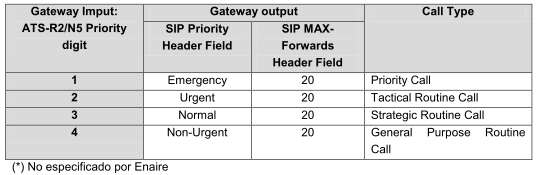 Gateway Imput: Gateway output Call Type
ATS-R2/N5 Priority SIP Priority SIP MAX-
digit Header Field Forwards
Header Field
1 Emergency 20 Priority Call
2 Urgent 20 Tactical Routine Call
3 Normal 20 Strategic Routine Call
4 Non-Urgent 20 General Purpose Routine
Call
(*) No especificado por Enaire